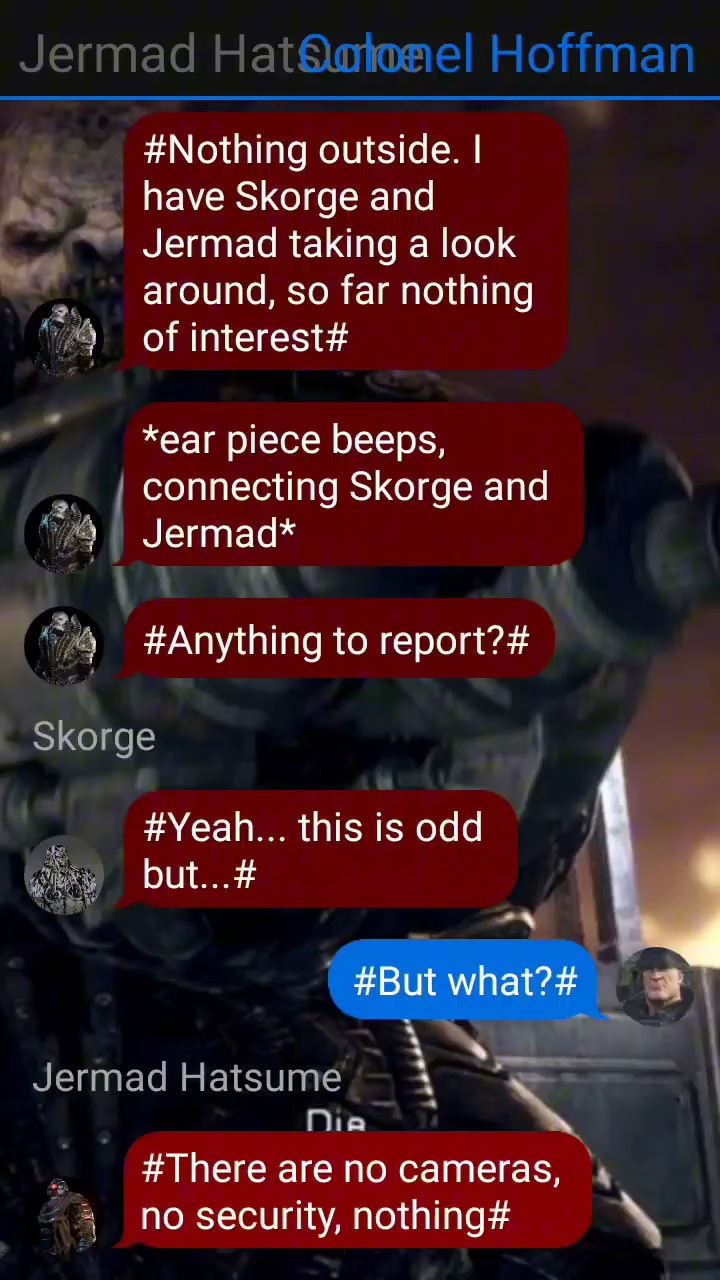 Jermad Hatsume Colonel Hoffman
#Nothing outside. I
have Skorge and
Jermad taking a look
around, so far nothing
of interest#
*ear piece beeps,
connecting Skorge and
Jermad*
#Anything to report?#
Skorge
#Yeah... this is odd
but...#
#But what?#
Jermad Hatsume
Die
#There are no cameras,
no security, nothing#